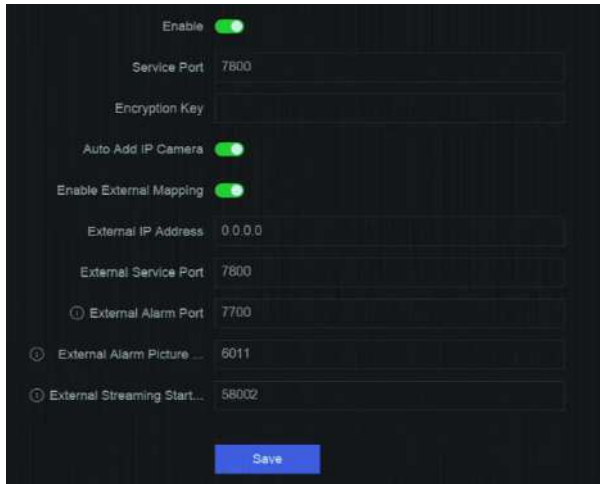 Enable
Service Port 7800
Encryption Key
Auto Add IP Camera
Enable External Mapping
External IP Address 0.0.0.0
External Service Port 7800
External Alarm Port 7700
External Alarm Picture ... 6011
External Streaming Start... 58002
Save